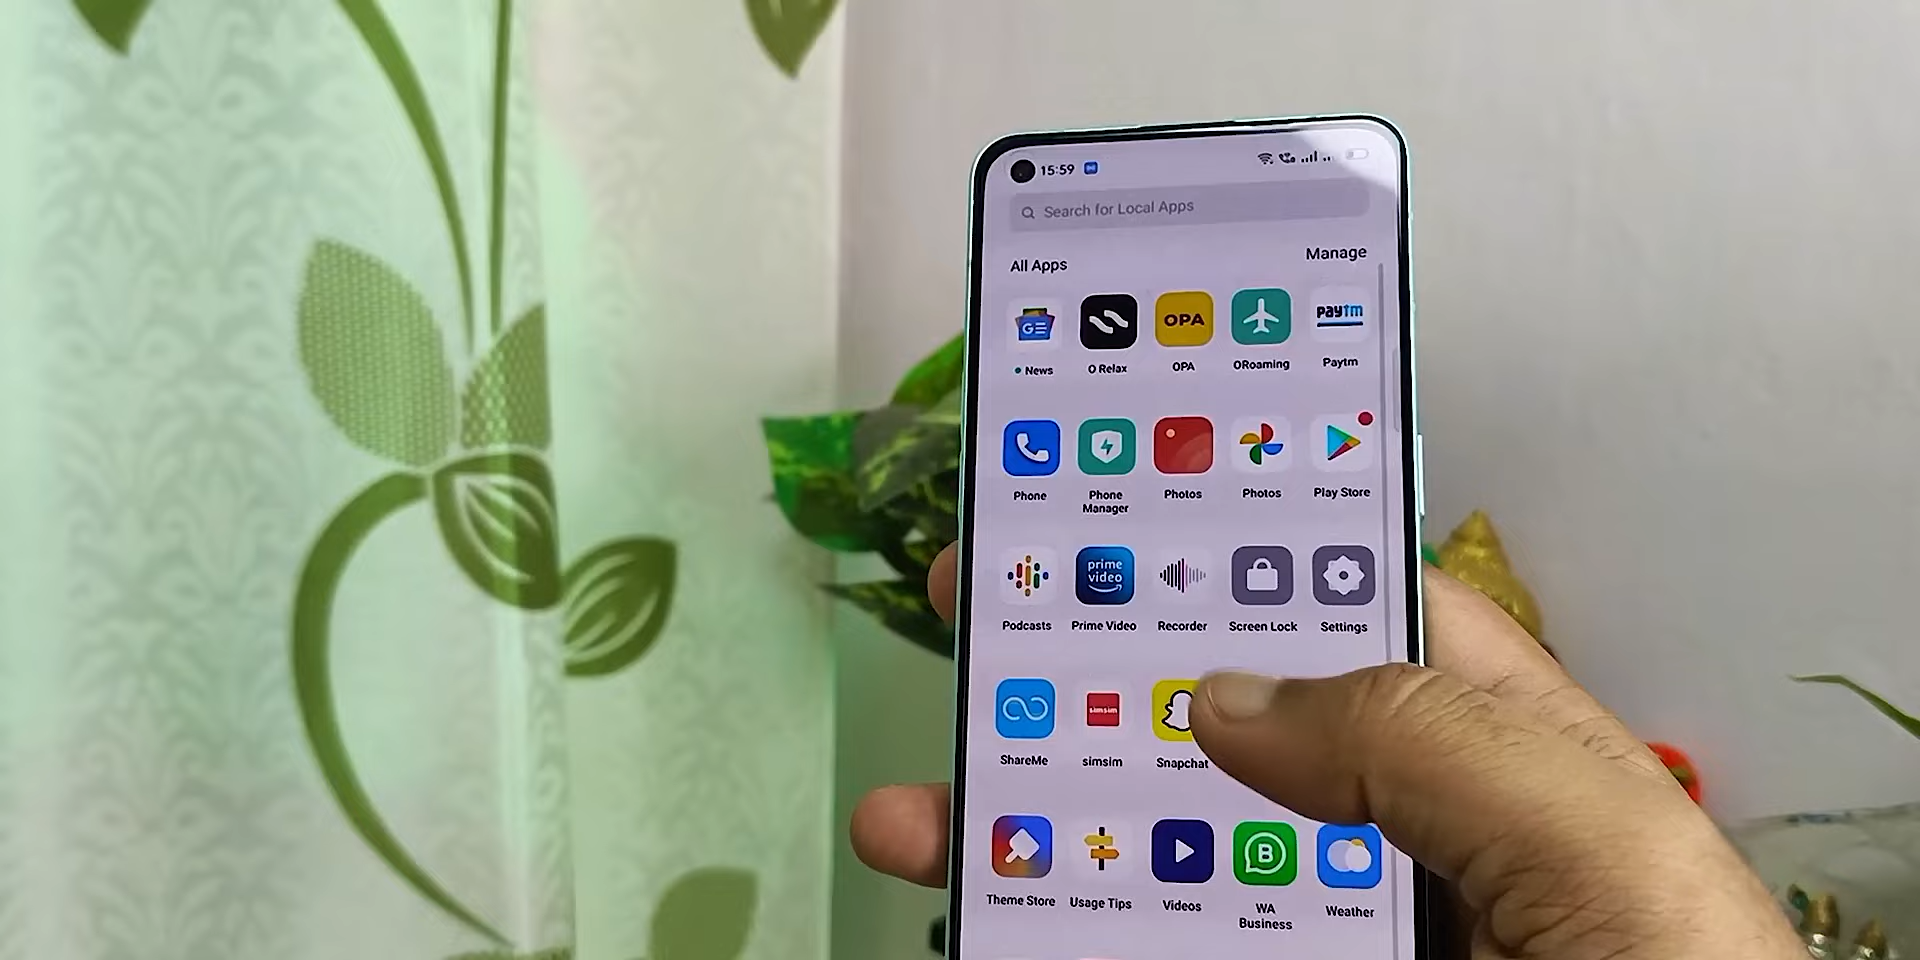 15:59
Search for Local Apps
All Apps
Manage
GE
OPA
paytm
News
O Relax
OPA
ORoaming
Paytm
Phone
Phone
Manager
Photos
Photos
Play Store
prime
video
Podcasts
Prime Video
Recorder
Screen Lock
Settings
simsim
ShareMe
simsim
Snapchat
B
Theme Store
Usage Tips
Videos
WA
Business
Weather